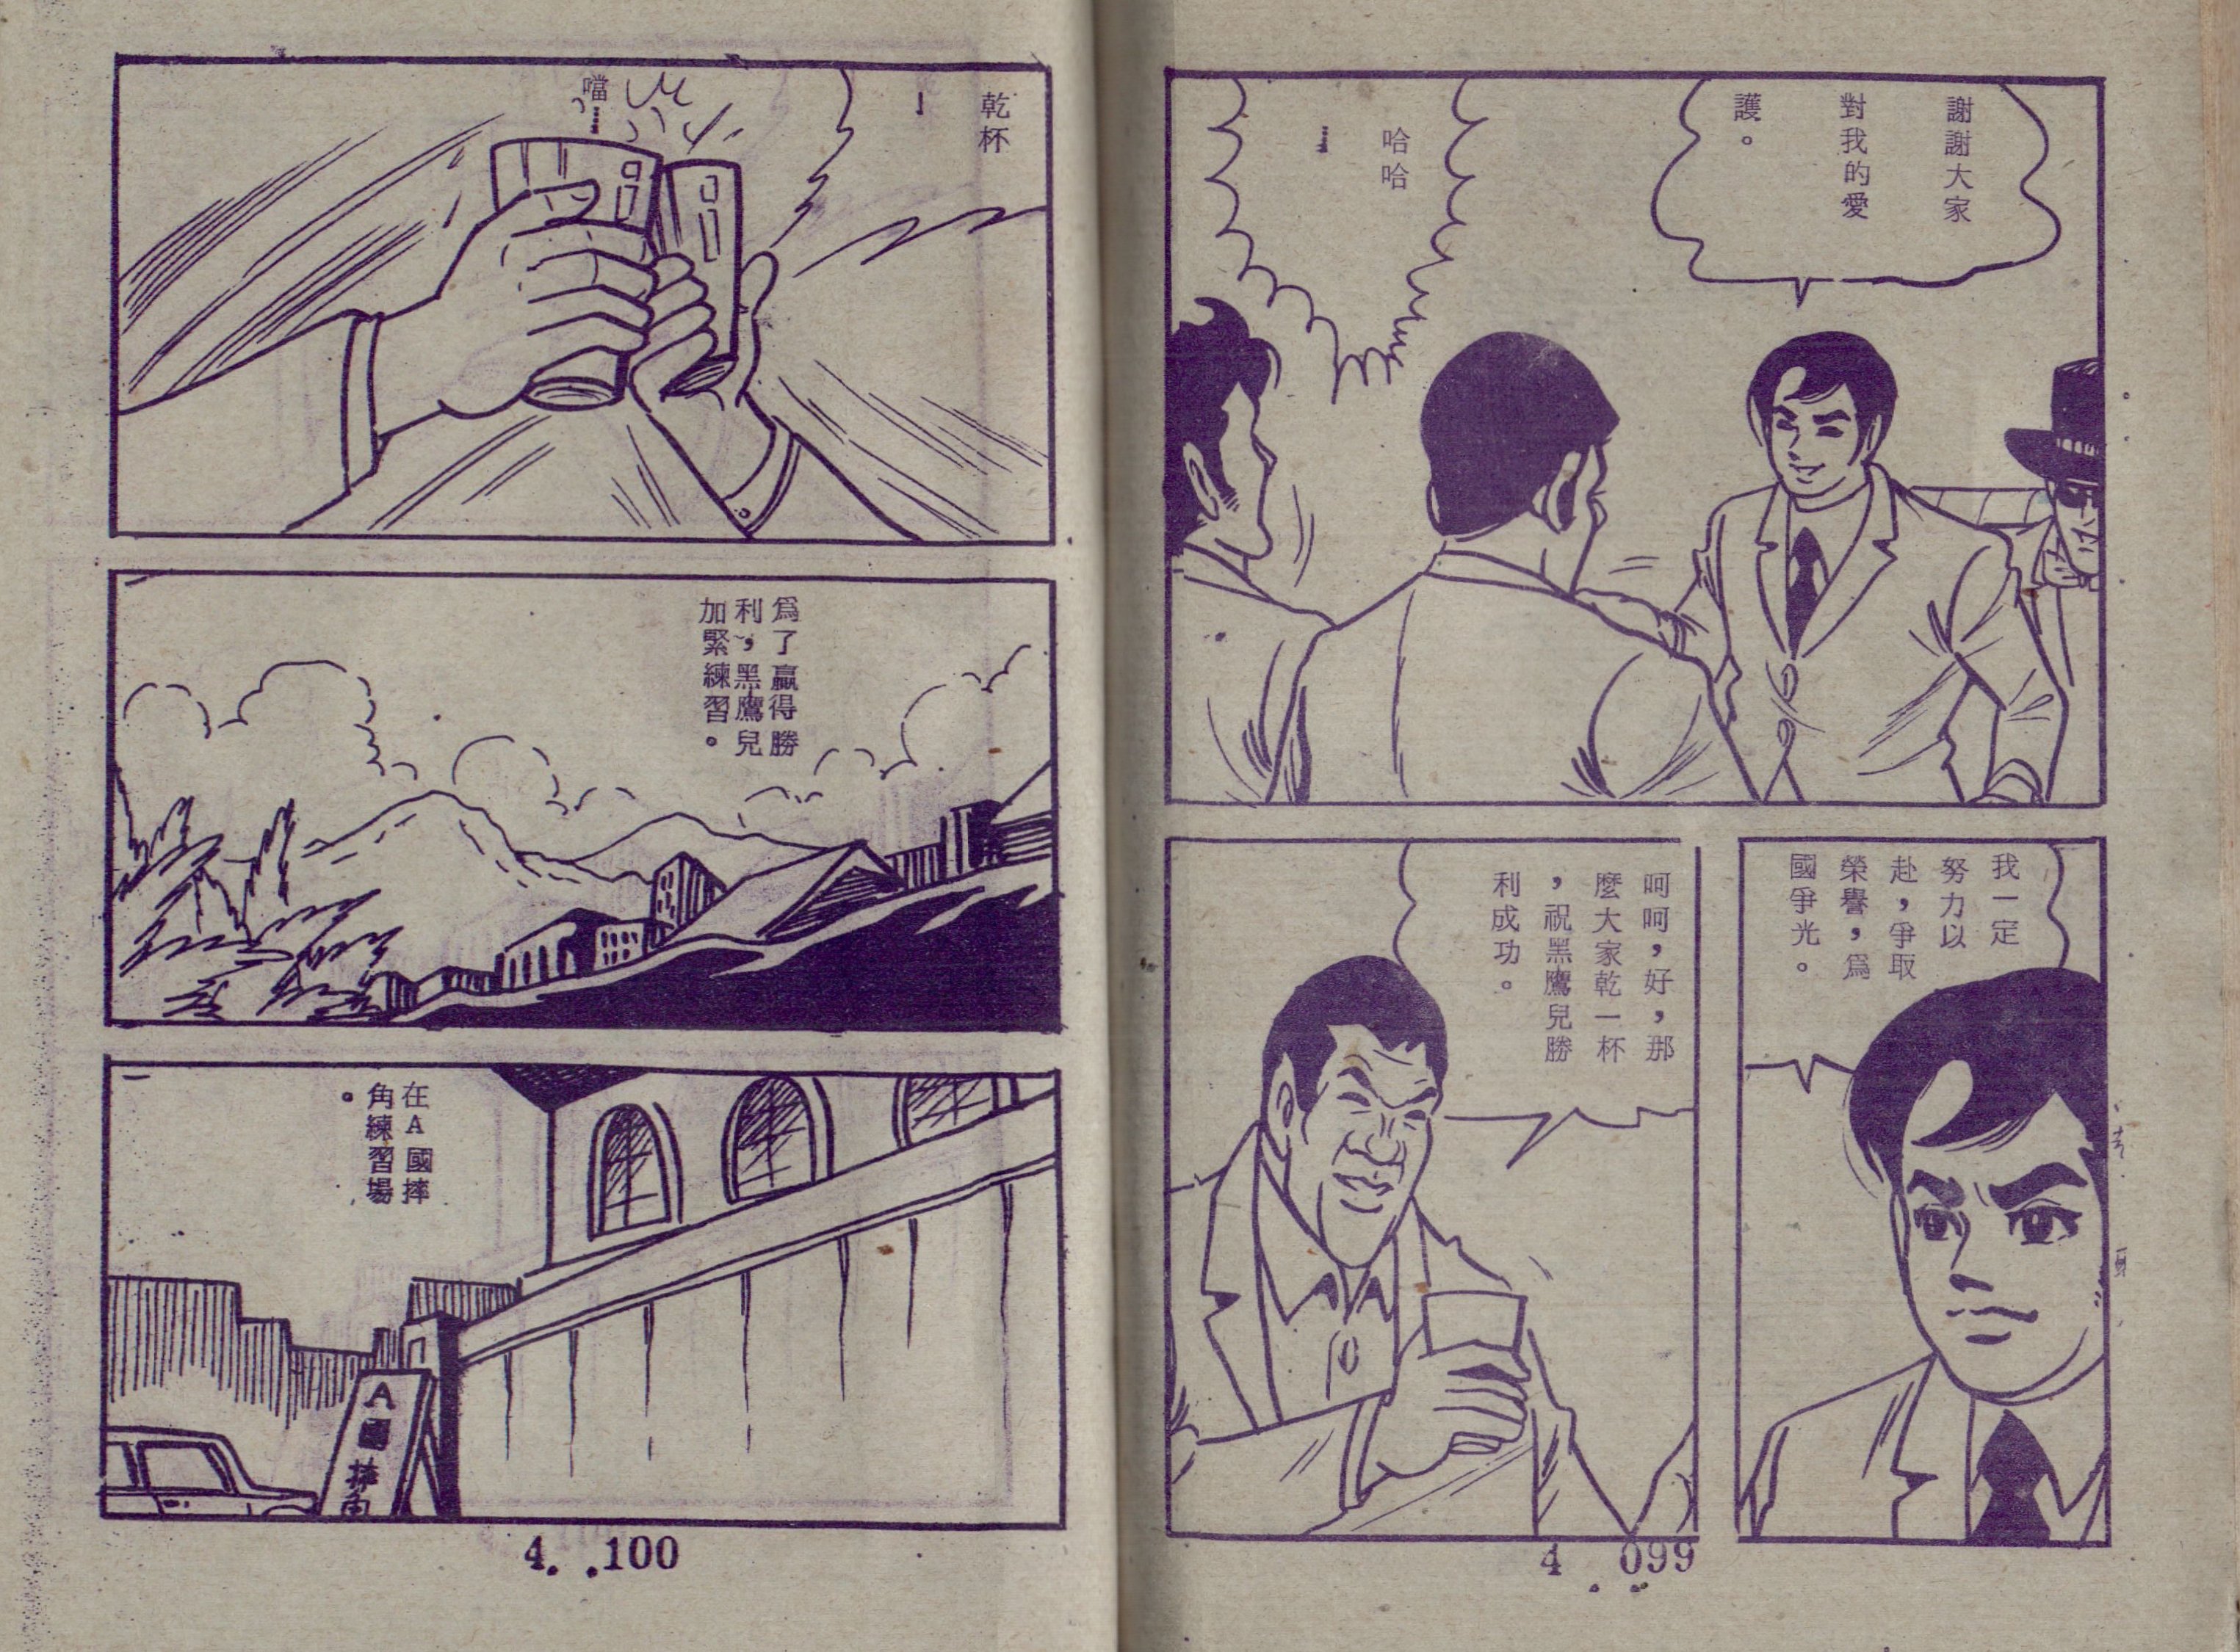 謝謝大家
對我的愛
護。
哈哈
……
我一定
努力以
赴，爭取
榮譽，爲
國爭光。
呵呵，好，那
麼大家乾一杯
，祝黑鷹兒勝
利成功。
4 099
乾杯
！
噹……
爲了贏得勝
利，黑鷹兒
加緊練習。
在A國摔
角練習場
。
A
國
摔
角
4. .100